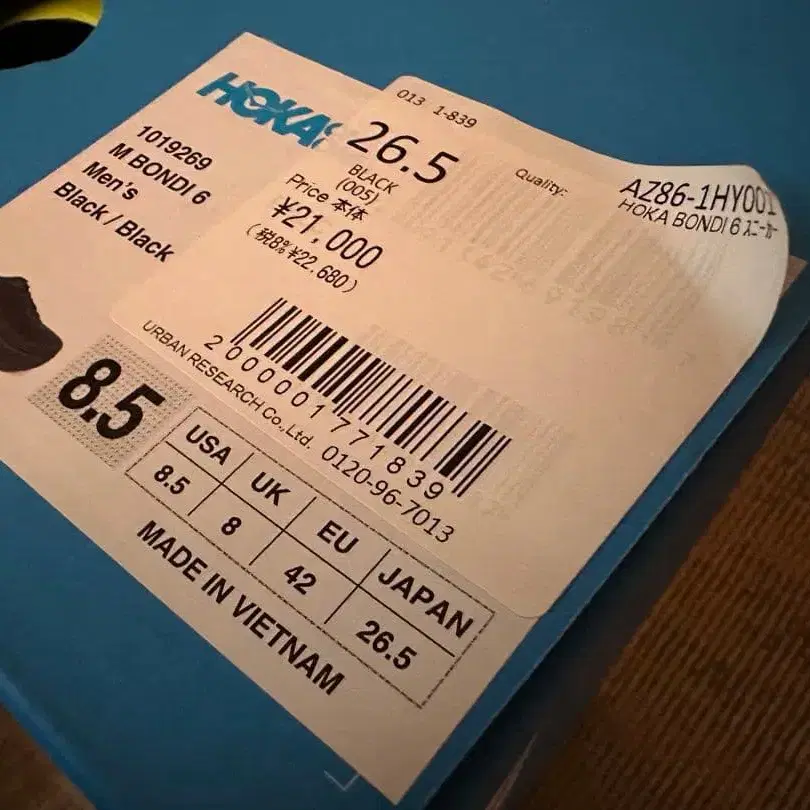 HOKA
1019269
M BONDI 6
Men's
Black / Black
013 1-839
26.5
BLACK
(005)
Price 本体
¥21,000
(税8% ¥22,680)
Quality:
AZ86-1HY001
HOKA BONDI 6 スニーカー
2000001771839
URBAN RESEARCH Co.,Ltd. 0120-96-7013
8.5
USA UK EU JAPAN
8.5 8 42 26.5
MADE IN VIETNAM